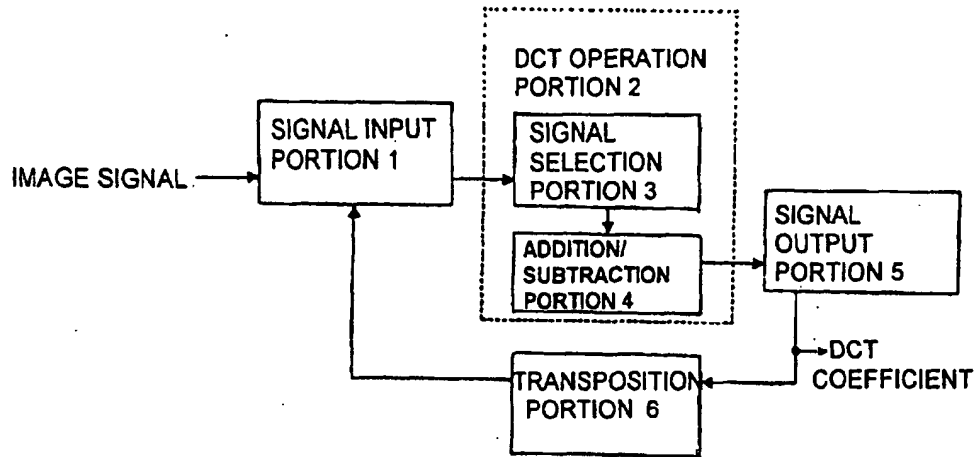 DCT OPERATION
PORTION 2
SIGNAL INPUT
PORTION 1
SIGNAL
SELECTION
PORTION 3
IMAGE SIGNAL
SIGNAL
OUTPUT
PORTION 5
ADDITION/
SUBTRACTION
PORTION 4
DCT
COEFFICIENT
TRANSPOSITION
PORTION 6